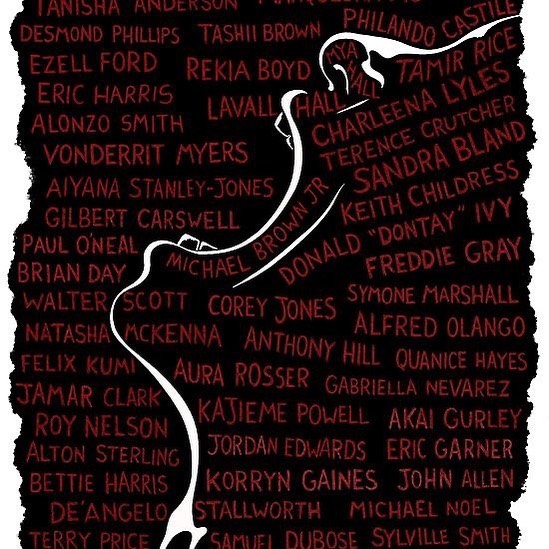 TANISHA ANDERSON
DESMOND PHILLIPS
TASHII BROWN
PHILANDO CASTILE
EZELL FORD
REKIA BOYD
MYA HALL
TAMIR RICE
ERIC HARRIS
LAVALL HALL
CHARLEENA LYLES
ALONZO SMITH
TERENCE CRUTCHER
VONDERRIT MYERS
SANDRA BLAND
AIYANA STANLEY-JONES
KEITH CHILDRESS
GILBERT CARSWELL
MICHAEL BROWN JR
DONALD "DONTAY" IVY
PAUL O'NEAL
FREDDIE GRAY
BRIAN DAY
WALTER SCOTT
COREY JONES
SYMONE MARSHALL
NATASHA MCKENNA
ANTHONY HILL
ALFRED OLANGO
FELIX KUMI
AURA ROSSER
QUANICE HAYES
JAMAR CLARK
GABRIELLA NEVAREZ
ROY NELSON
KAJIEME POWELL
AKAI GURLEY
ALTON STERLING
JORDAN EDWARDS
ERIC GARNER
BETTIE HARRIS
KORRYN GAINES
JOHN ALLEN
DE'ANGELO STALLWORTH
MICHAEL NOEL
TERRY PRICE
SAMUEL DUBOSE
SYLVILLE SMITH